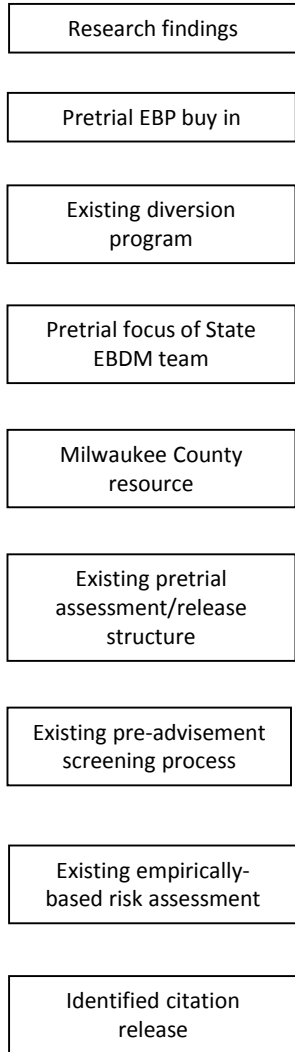 Research findings
Pretrial EBP buy in
Existing diversion
program
Pretrial focus of State
EBDM team
Milwaukee County
resource
Existing pretrial
assessment/release
structure
Existing pre-advisement
screening process
Existing empirically-
based risk assessment
Identified citation
release